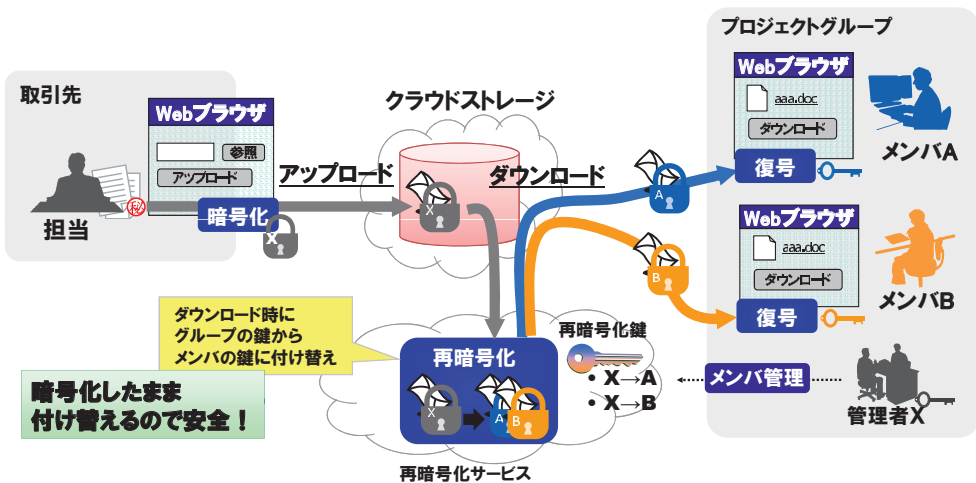 取引先
Webブラウザ
参照
アップロード
㊙
担当
暗号化
X
アップロード
クラウドストレージ
X
ダウンロード
プロジェクトグループ
Webブラウザ
aaa.doc
ダウンロード
復号
メンバA
A
Webブラウザ
aaa.doc
ダウンロード
復号
メンバB
B
ダウンロード時に
グループの鍵から
メンバの鍵に付け替え
暗号化したまま
付け替えるので安全！
再暗号化
X
A
B
再暗号化サービス
再暗号化鍵
・ X→A
・ X→B
メンバ管理
管理者X